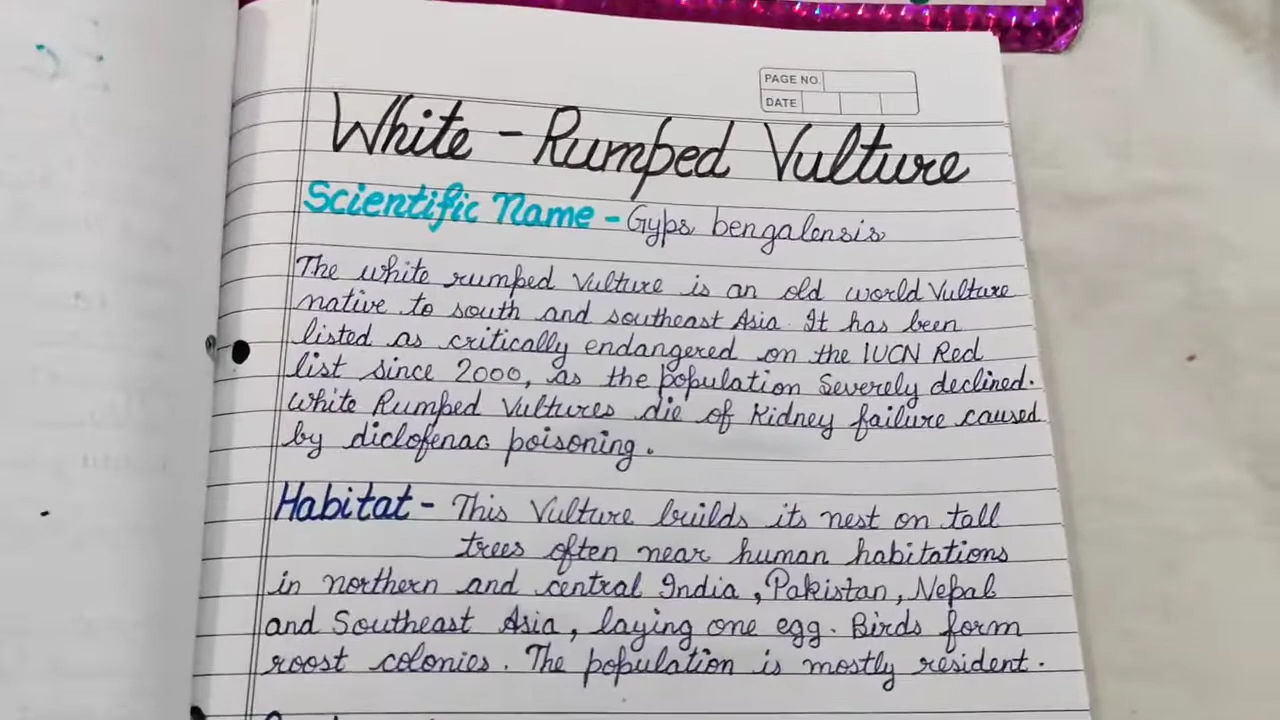 PAGE NO.
DATE
White - Rumped Vulture
Scientific Name - Gyps bengalensis
The white rumped Vulture is an old world Vulture
native to south and southeast Asia. It has been
listed as critically endangered on the IUCN Red
list since 2000, as the population severely declined.
White Rumped Vultures die of kidney failure caused
by diclofenac poisoning.
Habitat - This Vulture builds its nest on tall
trees often near human habitations
in northern and central India, Pakistan, Nepal
and Southeast Asia, laying one egg. Birds form
roost colonies. The population is mostly resident.